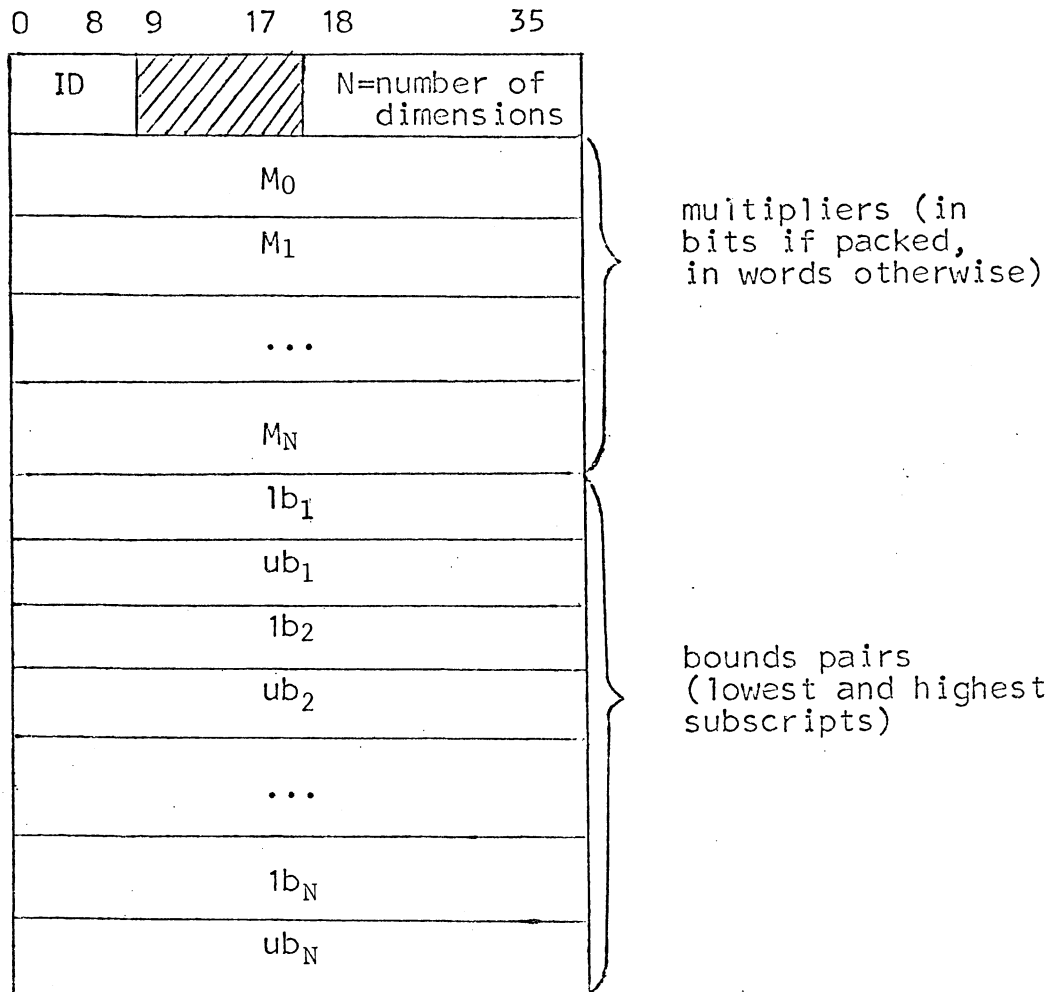 0 8 9 17 18 35
ID
N=number of
dimensions
M0
M1
...
MN
lb1
ub1
lb2
ub2
...
lbN
ubN
multipliers (in
bits if packed,
in words otherwise)
bounds pairs
(lowest and highest
subscripts)